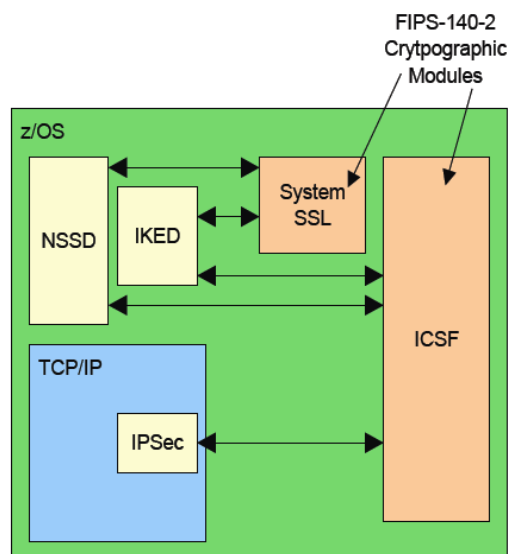 FIPS-140-2
Crytpographic
Modules
z/OS
System
SSL
NSSD
IKED
ICSF
TCP/IP
IPSec